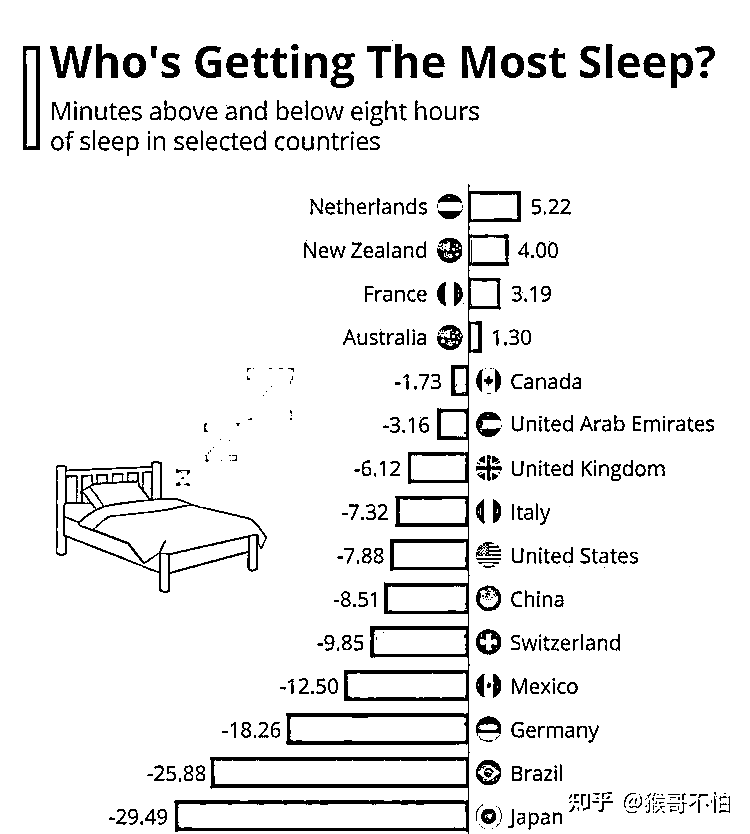 Who's Getting The Most Sleep?
Minutes above and below eight hours
of sleep in selected countries
Netherlands 5.22
New Zealand 4.00
France 3.19
Australia 1.30
-1.73 Canada
-3.16 United Arab Emirates
-6.12 United Kingdom
-7.32 Italy
-7.88 United States
-8.51 China
-9.85 Switzerland
-12.50 Mexico
-18.26 Germany
-25.88 Brazil
-29.49 Japan
知乎 @猴哥不怕